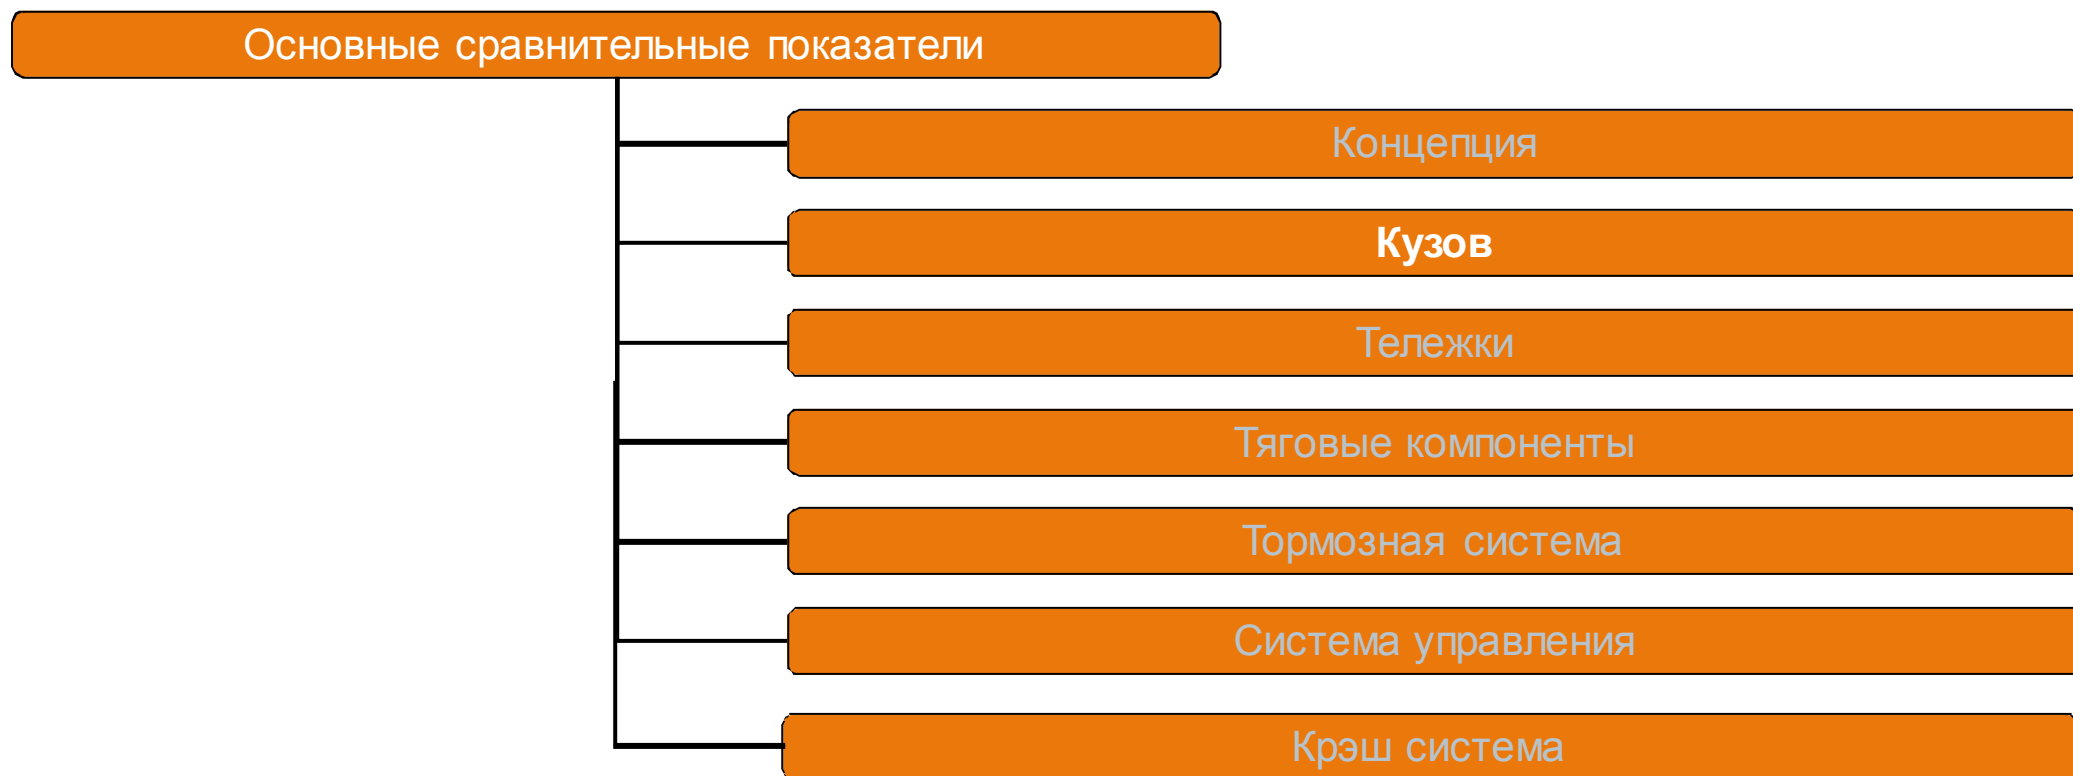 Основные сравнительные показатели
Концепция
Кузов
Тележки
Тяговые компоненты
Тормозная система
Система управления
Крэш система